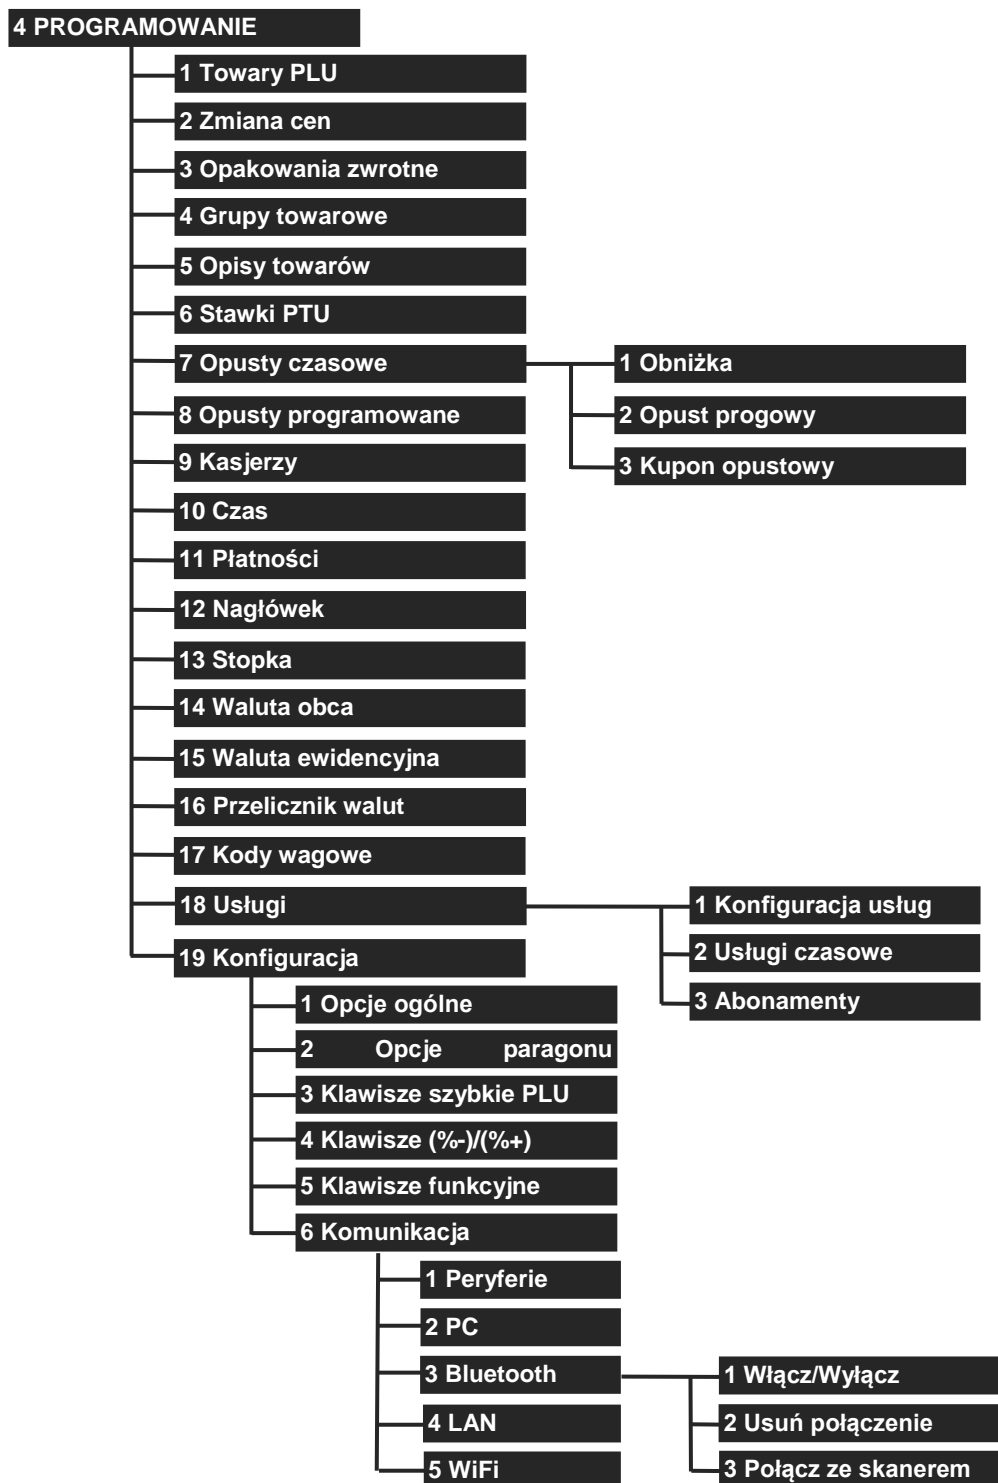 4 PROGRAMOWANIE
1 Towary PLU
2 Zmiana cen
3 Opakowania zwrotne
4 Grupy towarowe
5 Opisy towarów
6 Stawki PTU
7 Opusty czasowe
1 Obniżka
2 Opust progowy
3 Kupon opustowy
8 Opusty programowane
9 Kasjerzy
10 Czas
11 Płatności
12 Nagłówek
13 Stopka
14 Waluta obca
15 Waluta ewidencyjna
16 Przelicznik walut
17 Kody wagowe
18 Usługi
1 Konfiguracja usług
2 Usługi czasowe
3 Abonamenty
19 Konfiguracja
1 Opcje ogólne
2 Opcje paragonu
3 Klawisze szybkie PLU
4 Klawisze (%-)/(%+)
5 Klawisze funkcyjne
6 Komunikacja
1 Peryferie
2 PC
3 Bluetooth
1 Włącz/Wyłącz
2 Usuń połączenie
3 Połącz ze skanerem
4 LAN
5 WiFi